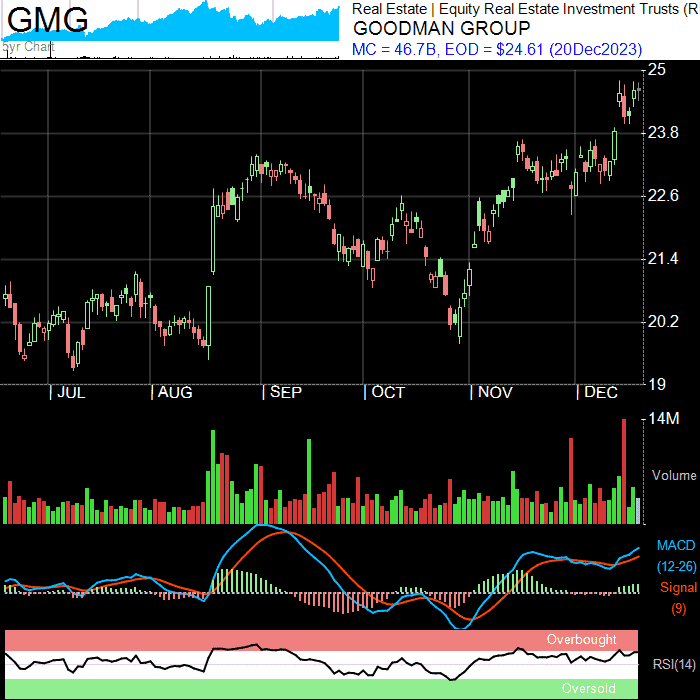 GMG
5yr Chart
Real Estate | Equity Real Estate Investment Trusts (R
GOODMAN GROUP
MC = 46.7B, EOD = $24.61 (20Dec2023)
25
23.8
22.6
21.4
20.2
19
| JUL | AUG | SEP | OCT | NOV | DEC
14M
Volume
MACD
(12-26)
Signal
(9)
Overbought
RSI(14)
Oversold